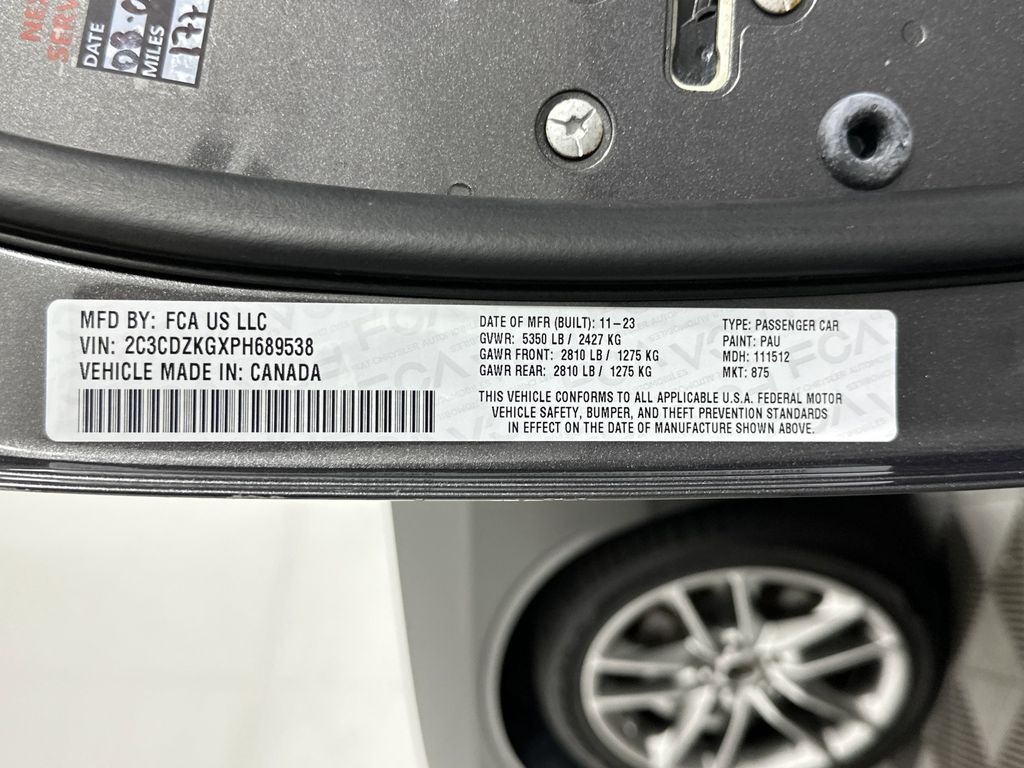 NEX
SERV
DATE
MILES
MFD BY: FCA US LLC
VIN: 2C3CDZKGXPH689538
VEHICLE MADE IN: CANADA
DATE OF MFR (BUILT): 11-23
GVWR: 5350 LB / 2427 KG
GAWR FRONT: 2810 LB / 1275 KG
GAWR REAR: 2810 LB / 1275 KG
TYPE: PASSENGER CAR
PAINT: PAU
MDH: 111512
MKT: 875
THIS VEHICLE CONFORMS TO ALL APPLICABLE U.S.A. FEDERAL MOTOR
VEHICLE SAFETY, BUMPER, AND THEFT PREVENTION STANDARDS
IN EFFECT ON THE DATE OF MANUFACTURE SHOWN ABOVE.